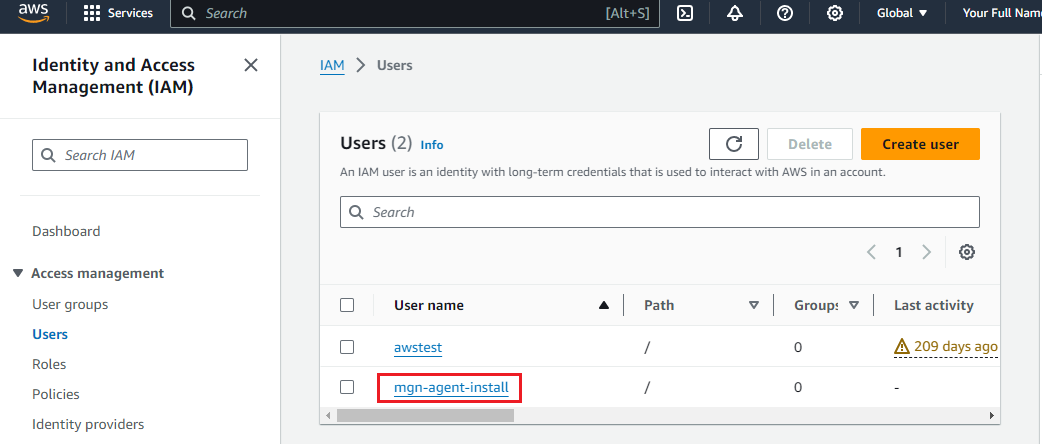 aws
Services
Search [Alt+S]
Global
Your Full Name
Identity and Access
Management (IAM)
Search IAM
Dashboard
Access management
User groups
Users
Roles
Policies
Identity providers
IAM > Users
Users (2) Info
Delete
Create user
An IAM user is an identity with long-term credentials that is used to interact with AWS in an account.
Search
1
User name Path Groups Last activity
awstest / 0 209 days ago
mgn-agent-install / 0 -